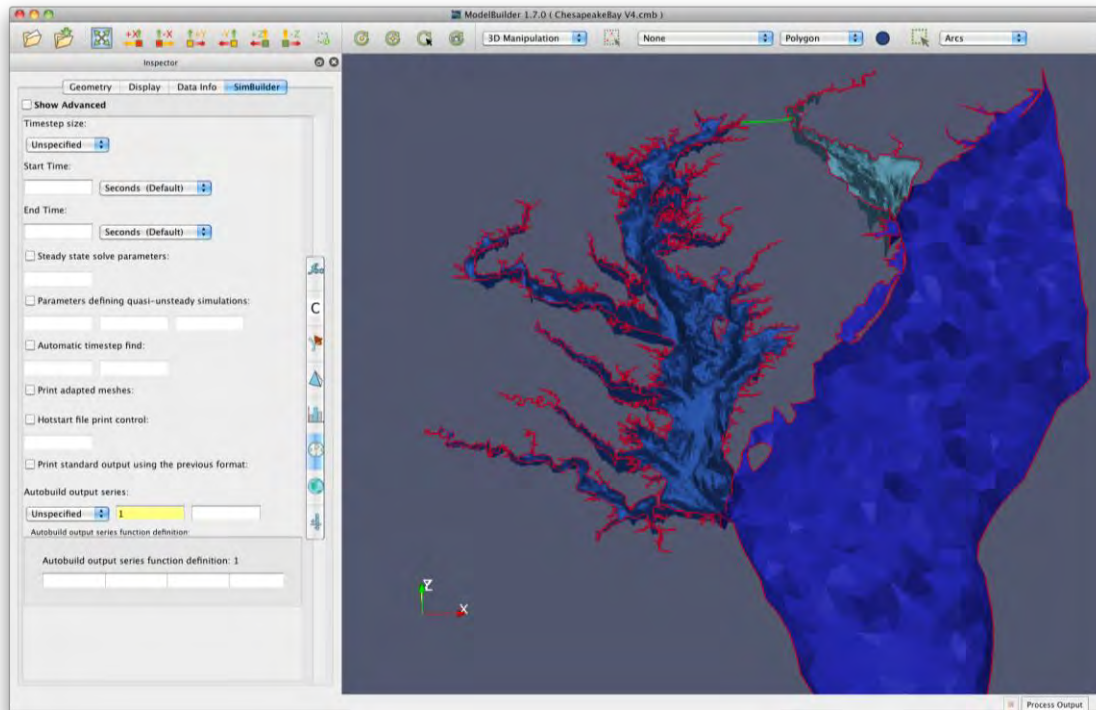 ModelBuilder 1.7.0 ( ChesapeakeBay V4.cmb )
+X -X +Y -Y +Z -Z 3D Manipulation None Polygon Arcs
Inspector
Geometry Display Data Info SimBuilder
Show Advanced
Timestep size:
Unspecified
Start Time:
Seconds (Default)
End Time:
Seconds (Default)
Steady state solve parameters:
Parameters defining quasi-unsteady simulations:
C
Automatic timestep find:
Print adapted meshes:
Hotstart file print control:
Print standard output using the previous format:
Autobuild output series:
Unspecified 1
Autobuild output series function definition:
Autobuild output series function definition: 1
Z
X
Process Output